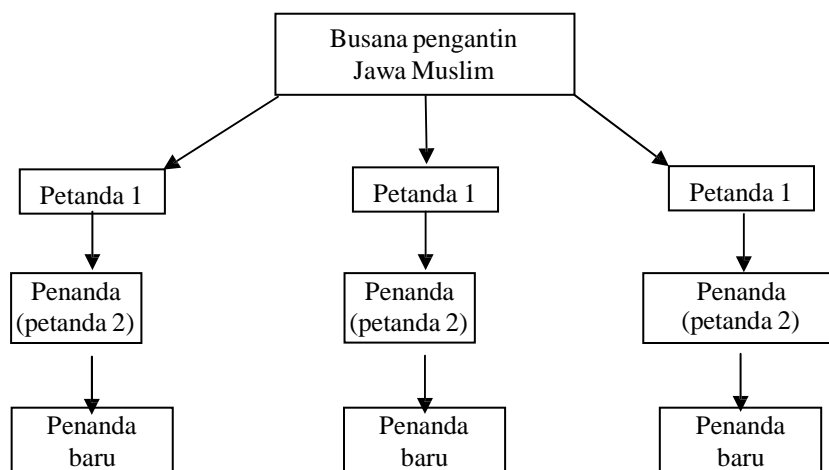 Busana pengantin
Jawa Muslim
Petanda 1
Petanda 1
Petanda 1
Penanda
(petanda 2)
Penanda
(petanda 2)
Penanda
(petanda 2)
Penanda
baru
Penanda
baru
Penanda
baru